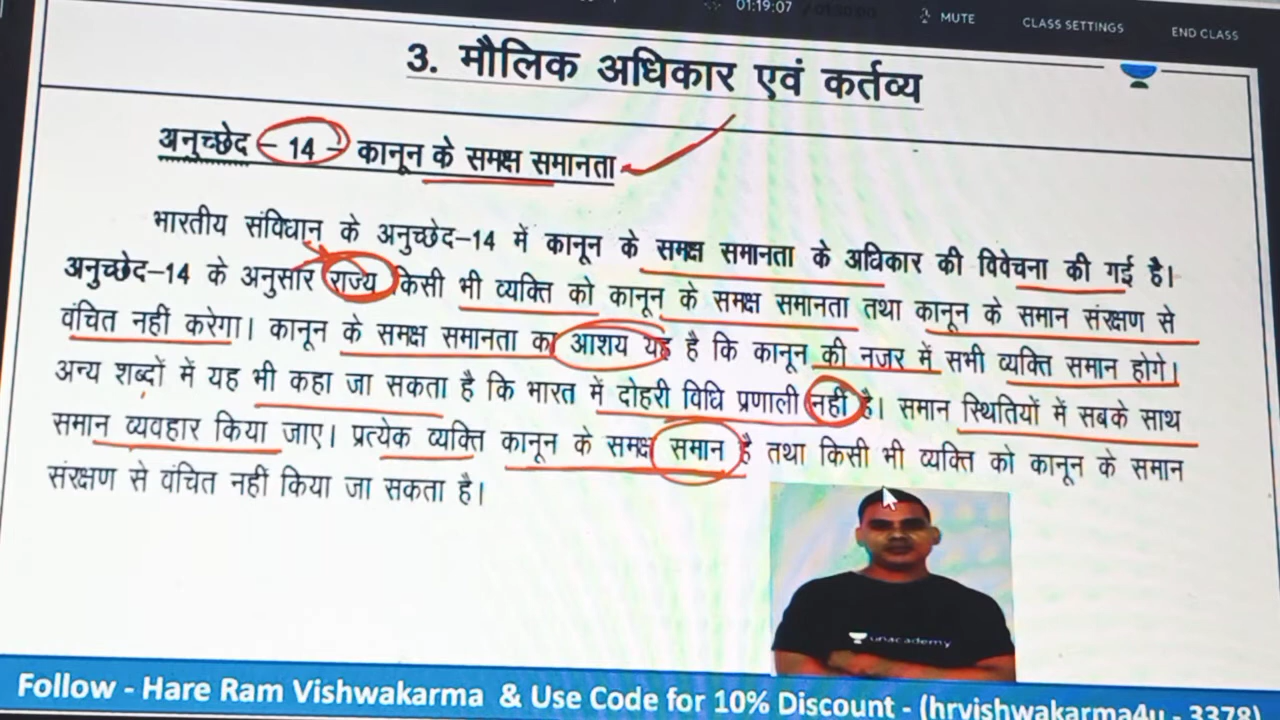 01:19:07
MUTE
CLASS SETTINGS
END CLASS
3. मौलिक अधिकार एवं कर्तव्य
अनुच्छेद - 14 - कानून के समक्ष समानता
भारतीय संविधान के अनुच्छेद-14 में कानून के समक्ष समानता के अधिकार की विवेचना की गई है।
अनुच्छेद-14 के अनुसार राज्य किसी भी व्यक्ति को कानून के समक्ष समानता तथा कानून के समान संरक्षण से
वंचित नहीं करेगा। कानून के समक्ष समानता का आशय यह है कि कानून की नजर में सभी व्यक्ति समान होगे।
अन्य शब्दों में यह भी कहा जा सकता है कि भारत में दोहरी विधि प्रणाली नहीं है। समान स्थितियों में सबके साथ
समान व्यवहार किया जाए। प्रत्येक व्यक्ति कानून के समक्ष समान है तथा किसी भी व्यक्ति को कानून के समान
संरक्षण से वंचित नहीं किया जा सकता है।
unacademy
Follow - Hare Ram Vishwakarma & Use Code for 10% Discount - (hrvishwakarma4u - 3378)